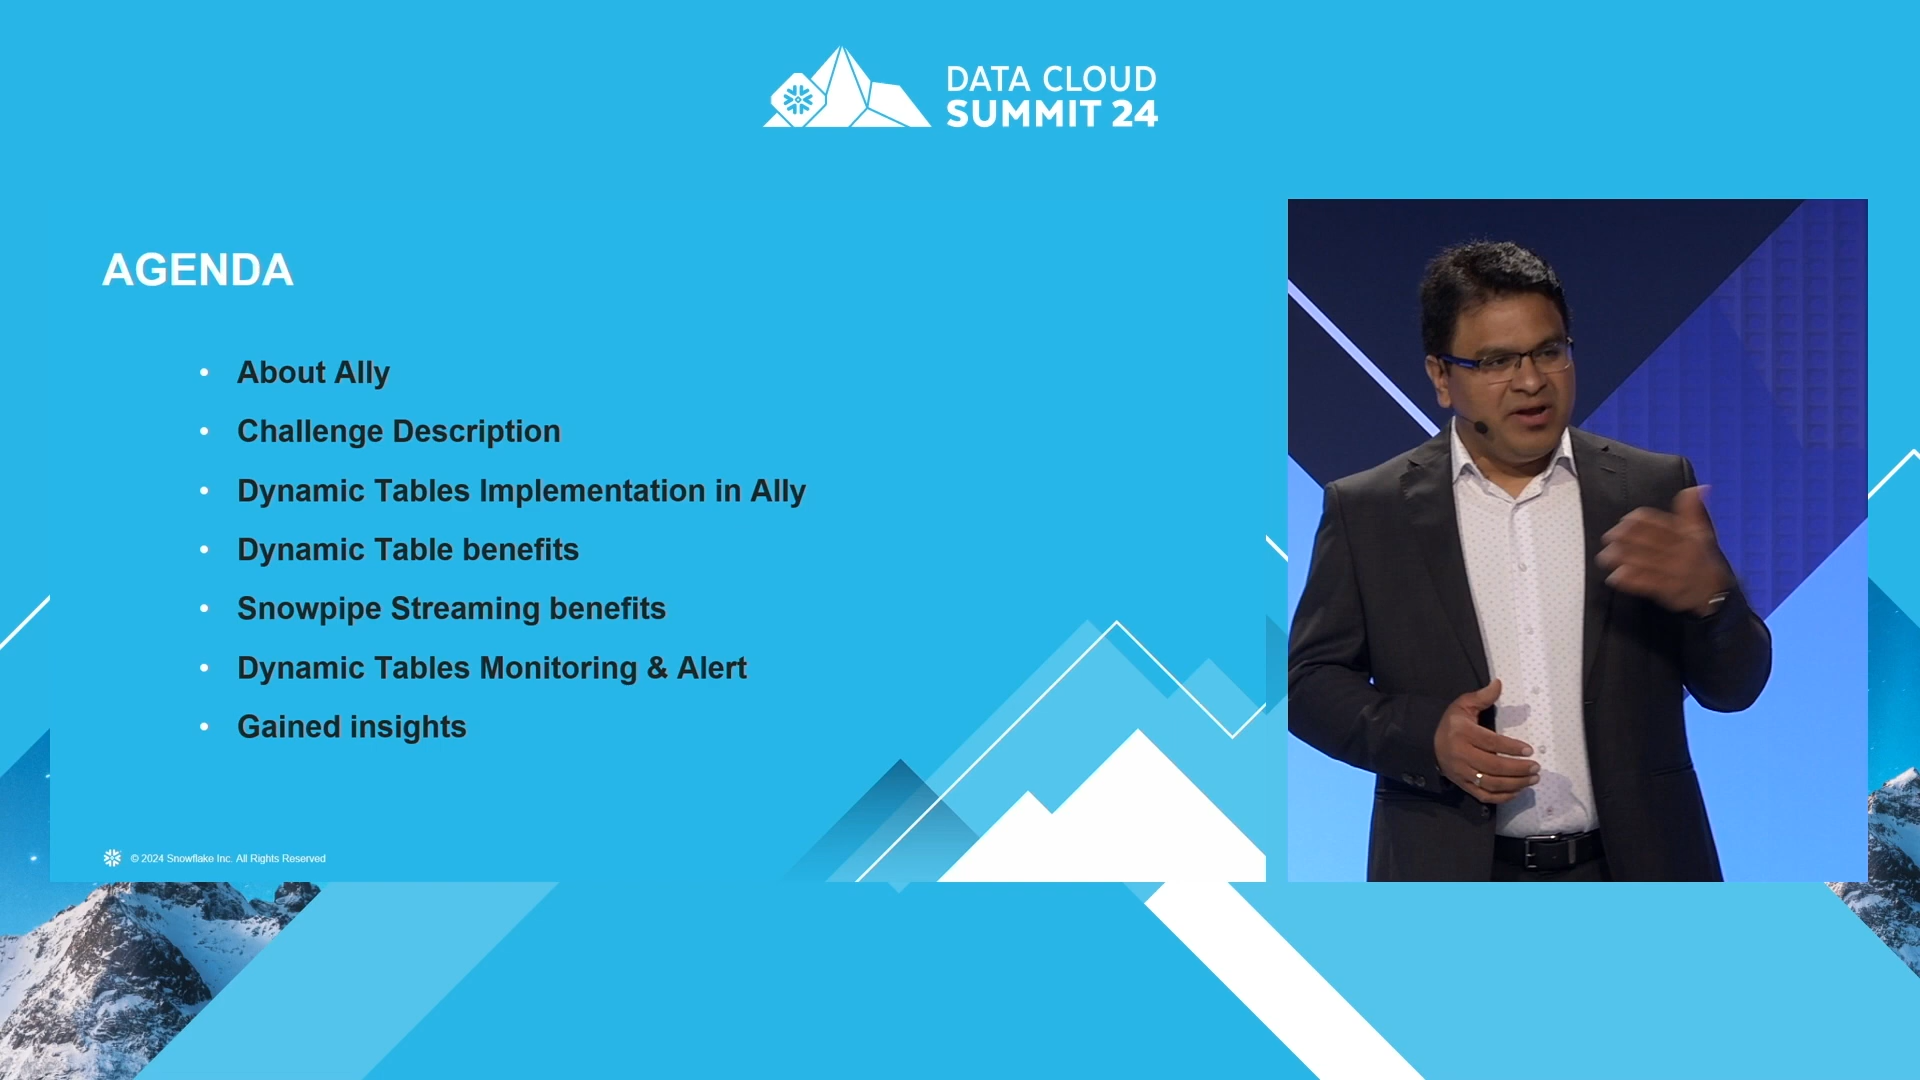 DATA CLOUD
SUMMIT 24
AGENDA
• About Ally
• Challenge Description
• Dynamic Tables Implementation in Ally
• Dynamic Table benefits
• Snowpipe Streaming benefits
• Dynamic Tables Monitoring & Alert
• Gained insights
© 2024 Snowflake Inc. All Rights Reserved